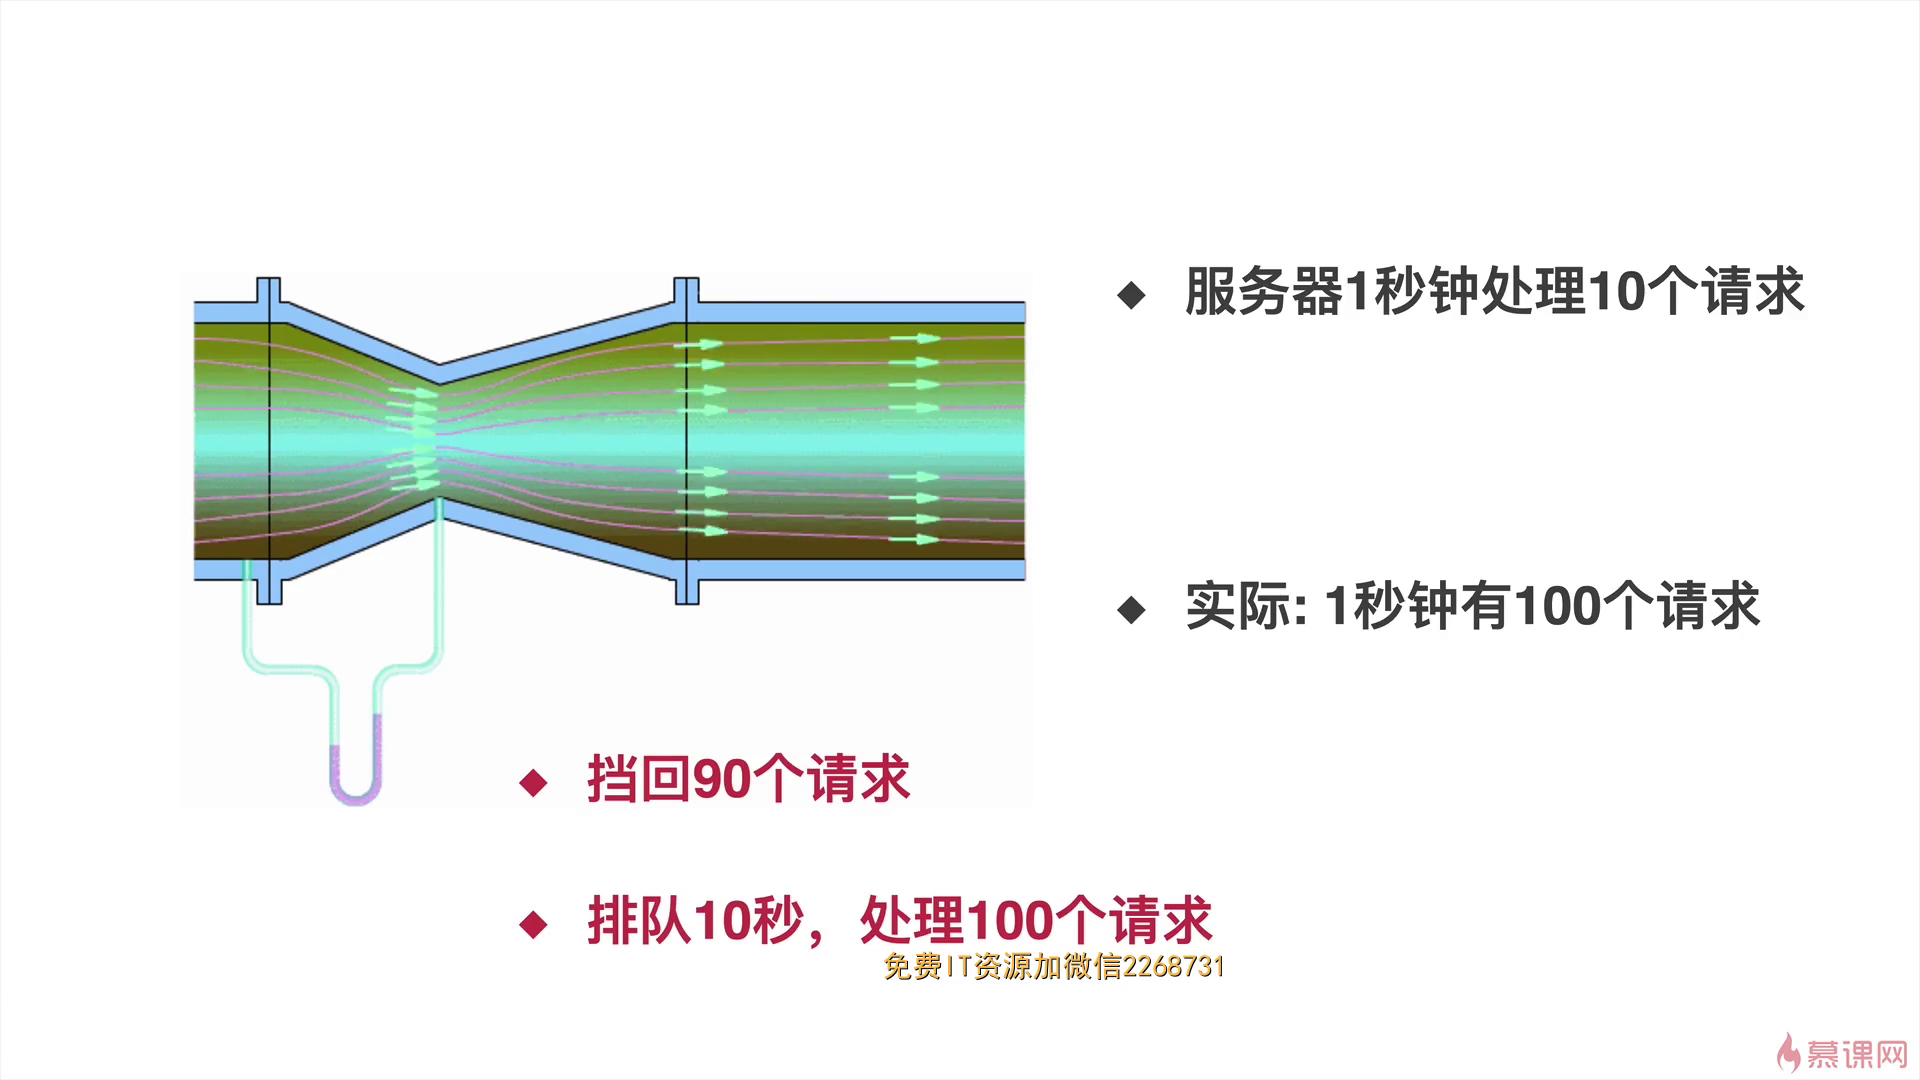 服务器1秒钟处理10个请求
实际: 1秒钟有100个请求
挡回90个请求
排队10秒，处理100个请求
免费IT资源加微信2268731
慕课网